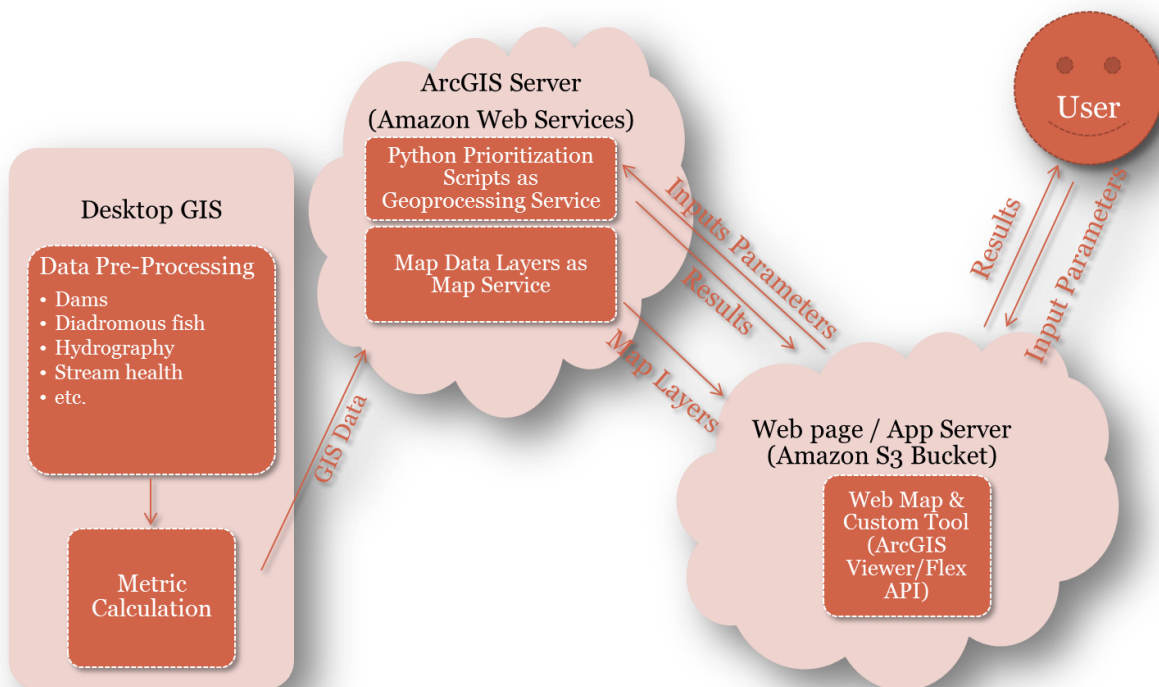 Desktop GIS
Data Pre-Processing
• Dams
• Diadromous fish
• Hydrography
• Stream health
• etc.
Metric
Calculation
GIS Data
ArcGIS Server
(Amazon Web Services)
Python Prioritization
Scripts as
Geoprocessing Service
Map Data Layers as
Map Service
Inputs Parameters
Results
Map Layers
Web page / App Server
(Amazon S3 Bucket)
Web Map &
Custom Tool
(ArcGIS
Viewer/Flex
API)
User
Results
Input Parameters